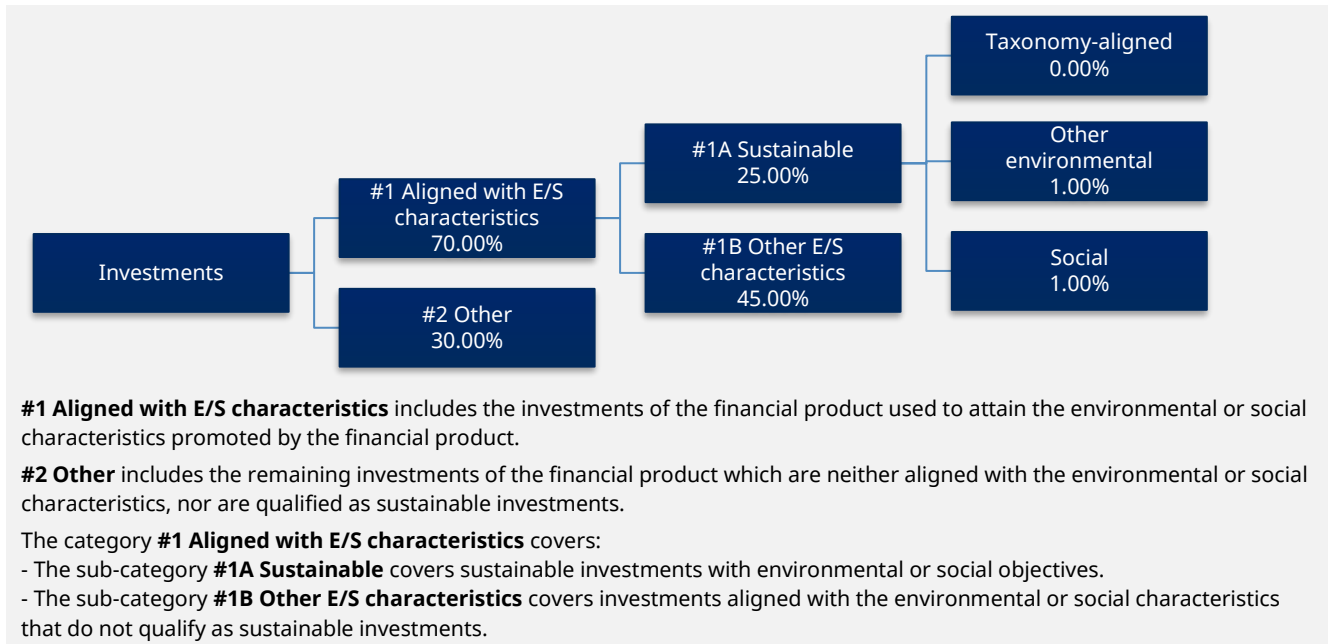 Taxonomy-aligned
0.00%
#1A Sustainable
25.00%
Other
environmental
1.00%
#1 Aligned with E/S
characteristics
70.00%
Investments
#1B Other E/S
characteristics
45.00%
Social
1.00%
#2 Other
30.00%
#1 Aligned with E/S characteristics includes the investments of the financial product used to attain the environmental or social
characteristics promoted by the financial product.
#2 Other includes the remaining investments of the financial product which are neither aligned with the environmental or social
characteristics, nor are qualified as sustainable investments.
The category #1 Aligned with E/S characteristics covers:
- The sub-category #1A Sustainable covers sustainable investments with environmental or social objectives.
- The sub-category #1B Other E/S characteristics covers investments aligned with the environmental or social characteristics
that do not qualify as sustainable investments.